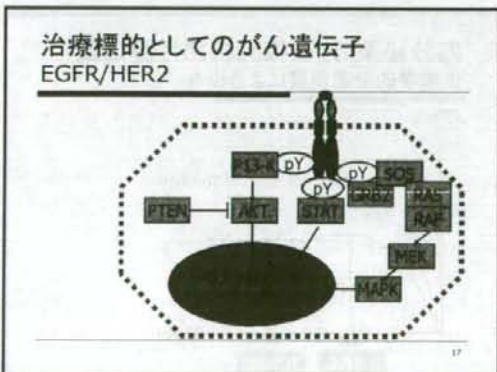 治療標的としてのがん遺伝子
EGFR/HER2
PI3-K
pY
pY
SOS
pY
GRB2
RAS
PTEN
AKT
STAT
RAF
MEK
MAPK
17